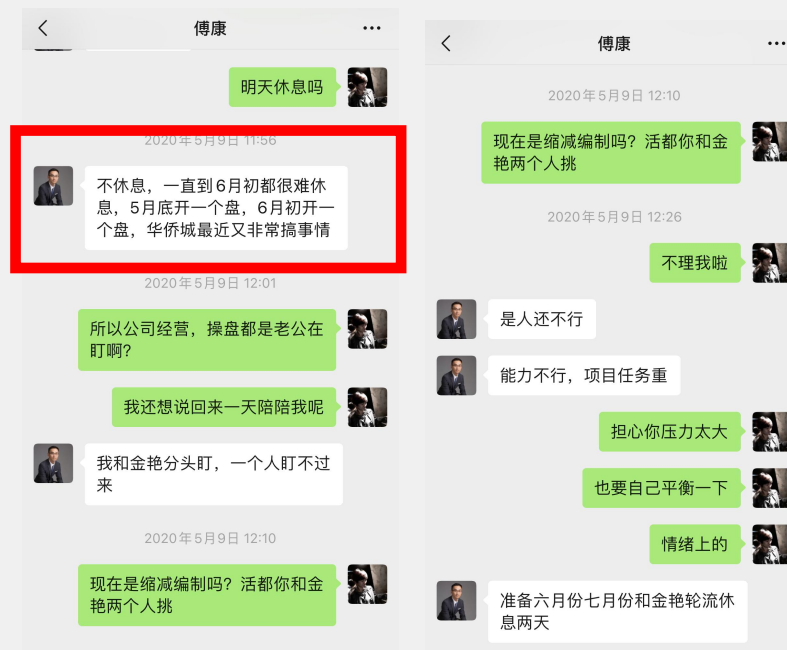 傅康
明天休息吗
2020年5月9日 11:56
不休息，一直到6月初都很难休
息，5月底开一个盘，6月初开一
个盘，华侨城最近又非常搞事情
2020年5月9日 12:01
所以公司经营，操盘都是老公在
盯啊？
我还想说回来一天陪陪我呢
我和金艳分头盯，一个人盯不过
来
2020年5月9日 12:10
现在是缩减编制吗？活都你和金
艳两个人挑
傅康
2020年5月9日 12:10
现在是缩减编制吗？活都你和金
艳两个人挑
2020年5月9日 12:26
不理我啦
是人还不行
能力不行，项目任务重
担心你压力太大
也要自己平衡一下
情绪上的
准备六月份七月份和金艳轮流休
息两天